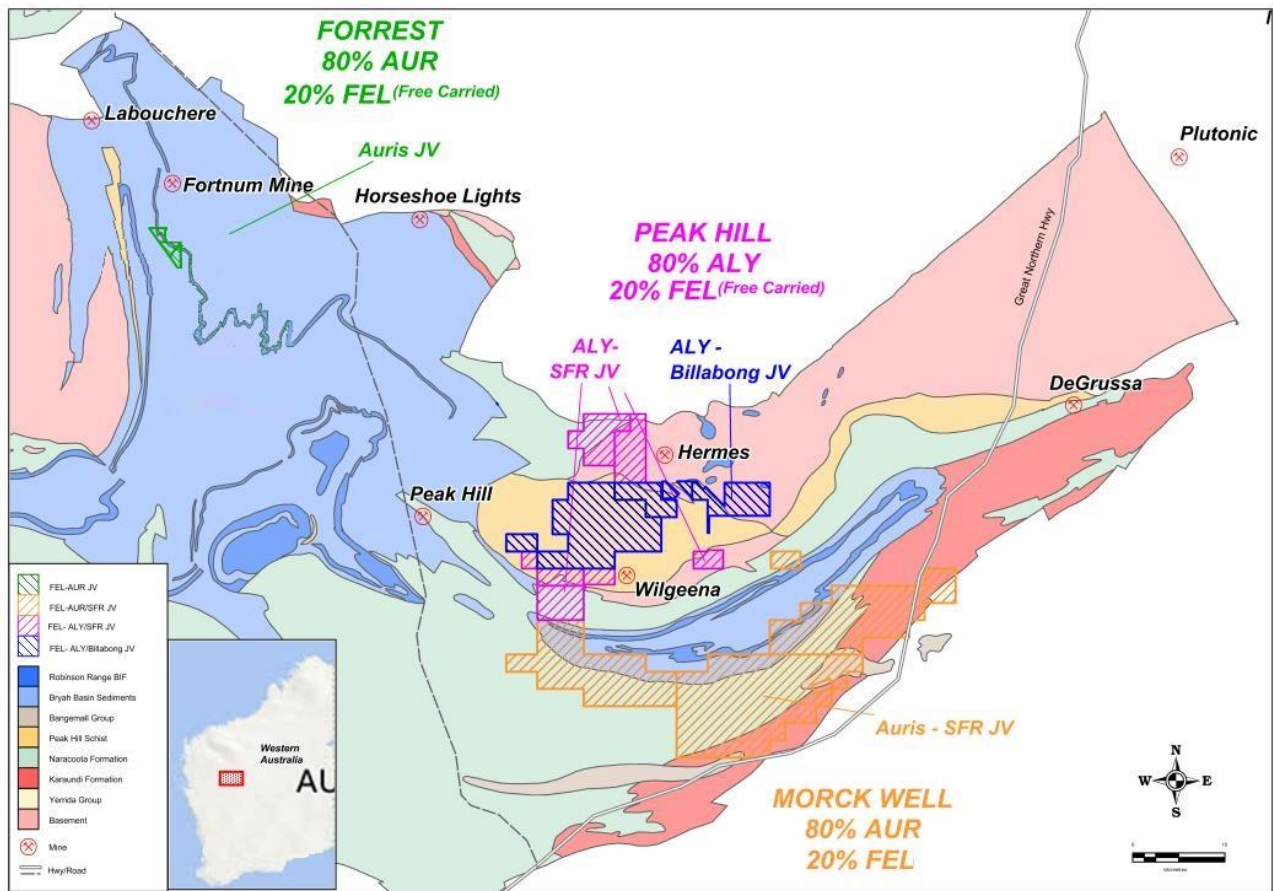 FORREST
80% AUR
20% FEL (Free Carried)
Labouchere
Auris JV
Plutonic
Fortnum Mine
Horseshoe Lights
PEAK HILL
80% ALY
20% FEL (Free Carried)
Great Northern Hwy
ALY-
SFR JV
ALY -
Billabong JV
DeGrussa
Hermes
Peak Hill
Wilgeena
Auris - SFR JV
MORCK WELL
80% AUR
20% FEL
FEL-AUR JV
FEL-AUR/SFR JV
FEL- ALY/SFR JV
FEL- ALY/Billabong JV
Robinson Range BIF
Bryah Basin Sediments
Bangemall Group
Peak Hill Schist
Naracoota Formation
Karaundi Formation
Yerrida Group
Basement
Mine
Hwy/Road
Western
Australia
AU
N
W E
S
0 10
kilometres